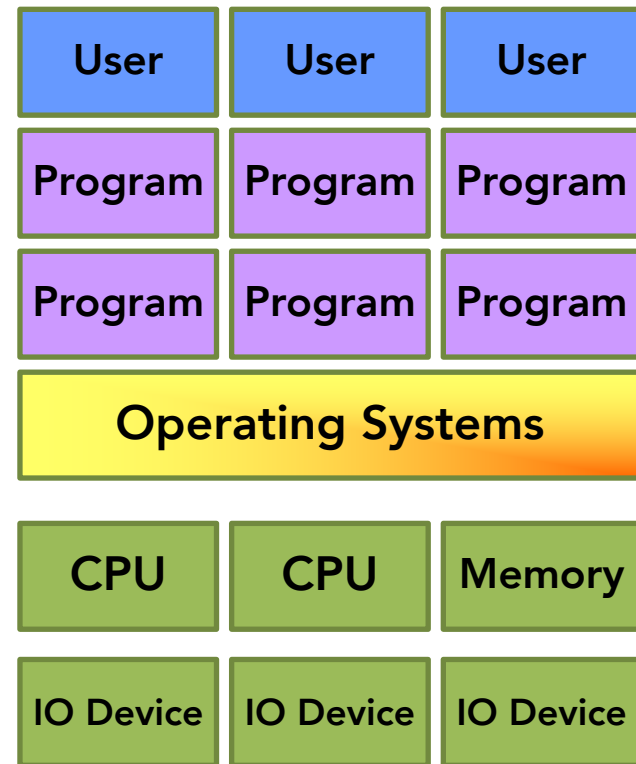 User User User
Program Program Program
Program Program Program
Operating Systems
CPU CPU Memory
IO Device IO Device IO Device